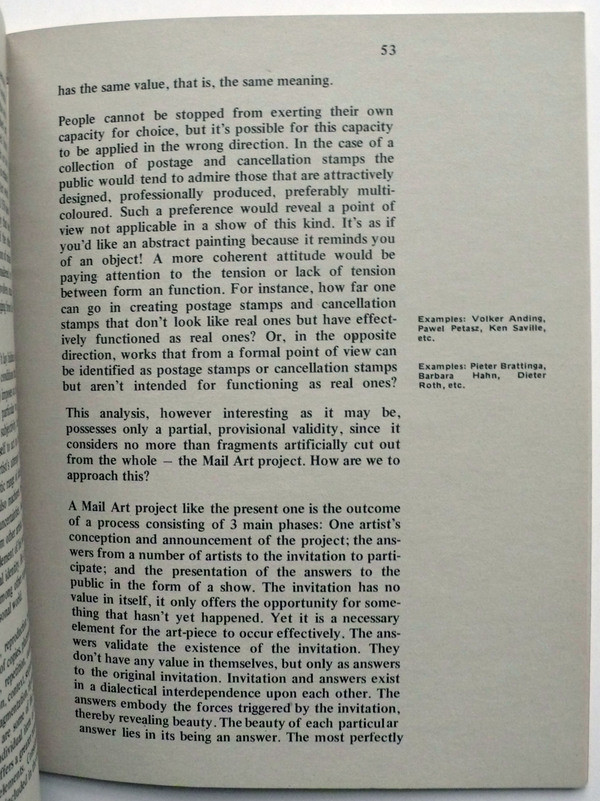 53
has the same value, that is, the same meaning.
People cannot be stopped from exerting their own
capacity for choice, but it's possible for this capacity
to be applied in the wrong direction. In the case of a
collection of postage and cancellation stamps the
public would tend to admire those that are attractively
designed, professionally produced, preferably multi-
coloured. Such a preference would reveal a point of
view not applicable in a show of this kind. It's as if
you'd like an abstract painting because it reminds you
of an object! A more coherent attitude would be
paying attention to the tension or lack of tension
between form an function. For instance, how far one
can go in creating postage stamps and cancellation
stamps that don't look like real ones but have effect-
ively functioned as real ones? Or, in the opposite
direction, works that from a formal point of view can
be identified as postage stamps or cancellation stamps
but aren't intended for functioning as real ones?
Examples: Volker Anding,
Pawel Petasz, Ken Saville,
etc.
Examples: Pieter Brattinga,
Barbara Hahn, Dieter
Roth, etc.
This analysis, however interesting as it may be,
possesses only a partial, provisional validity, since it
considers no more than fragments artificially cut out
from the whole — the Mail Art project. How are we to
approach this?
A Mail Art project like the present one is the outcome
of a process consisting of 3 main phases: One artist's
conception and announcement of the project; the ans-
wers from a number of artists to the invitation to parti-
cipate; and the presentation of the answers to the
public in the form of a show. The invitation has no
value in itself, it only offers the opportunity for some-
thing that hasn't yet happened. Yet it is a necessary
element for the art-piece to occur effectively. The ans-
wers validate the existence of the invitation. They
don't have any value in themselves, but only as answers
to the original invitation. Invitation and answers exist
in a dialectical interdependence upon each other. The
answers embody the forces triggered by the invitation,
thereby revealing beauty. The beauty of each particular
answer lies in its being an answer. The most perfectly